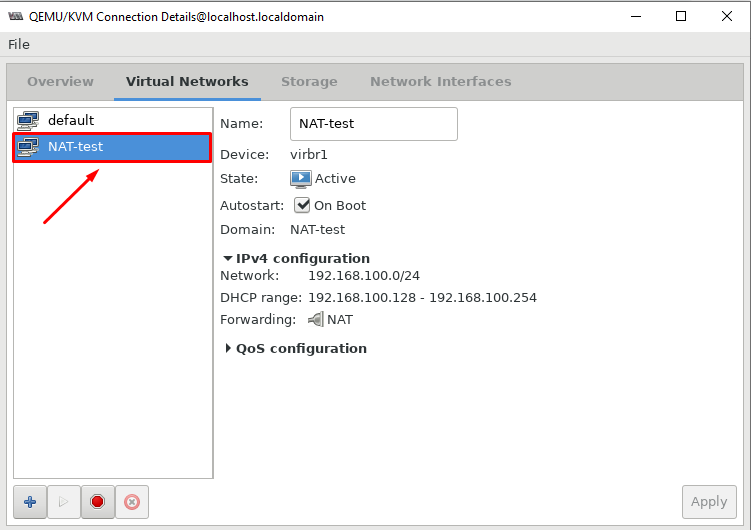 QEMU/KVM Connection Details@localhost.localdomain
File
Overview Virtual Networks Storage Network Interfaces
default
NAT-test
Name: NAT-test
Device: virbr1
State: Active
Autostart: On Boot
Domain: NAT-test
IPv4 configuration
Network: 192.168.100.0/24
DHCP range: 192.168.100.128 - 192.168.100.254
Forwarding: NAT
QoS configuration
Apply